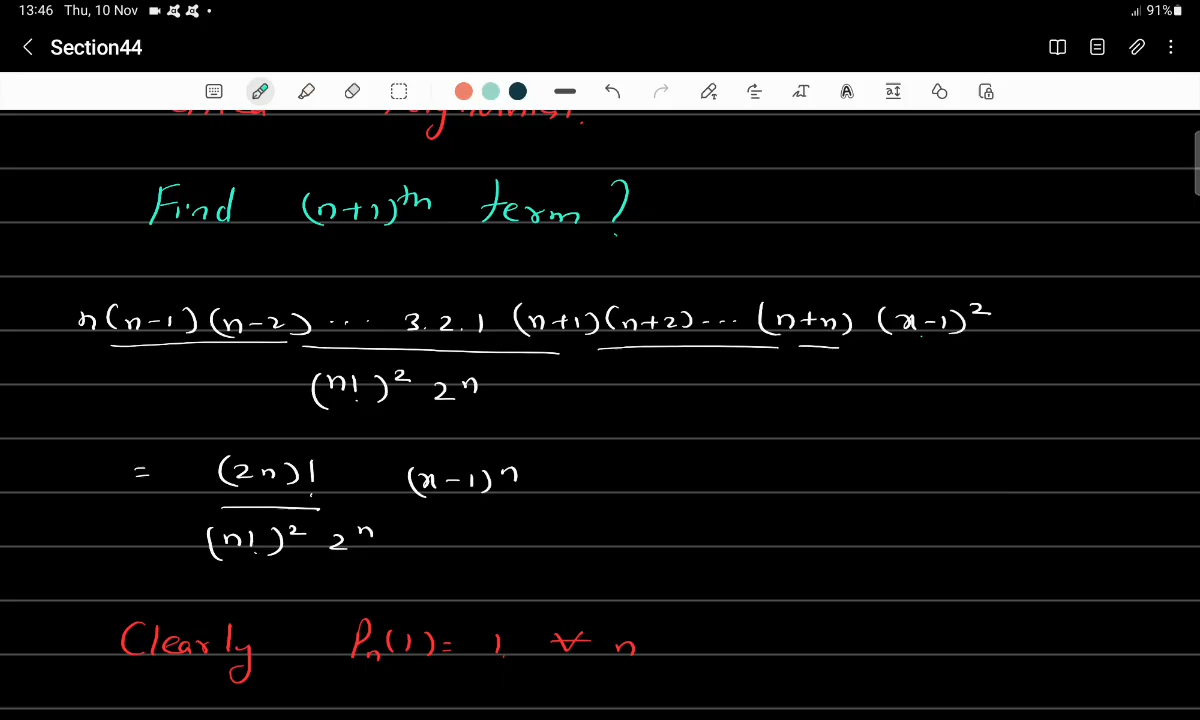 13:46 Thu, 10 Nov 91%
Section44
Find (n+1)th term?
n(n-1)(n-2) ... 3.2.1 (n+1)(n+2)... (n+n) (x-1)^2
(n!)^2 2^n
= (2n)! (x-1)^n
(n!)^2 2^n
Clearly P_n(1) = 1 ∀ n